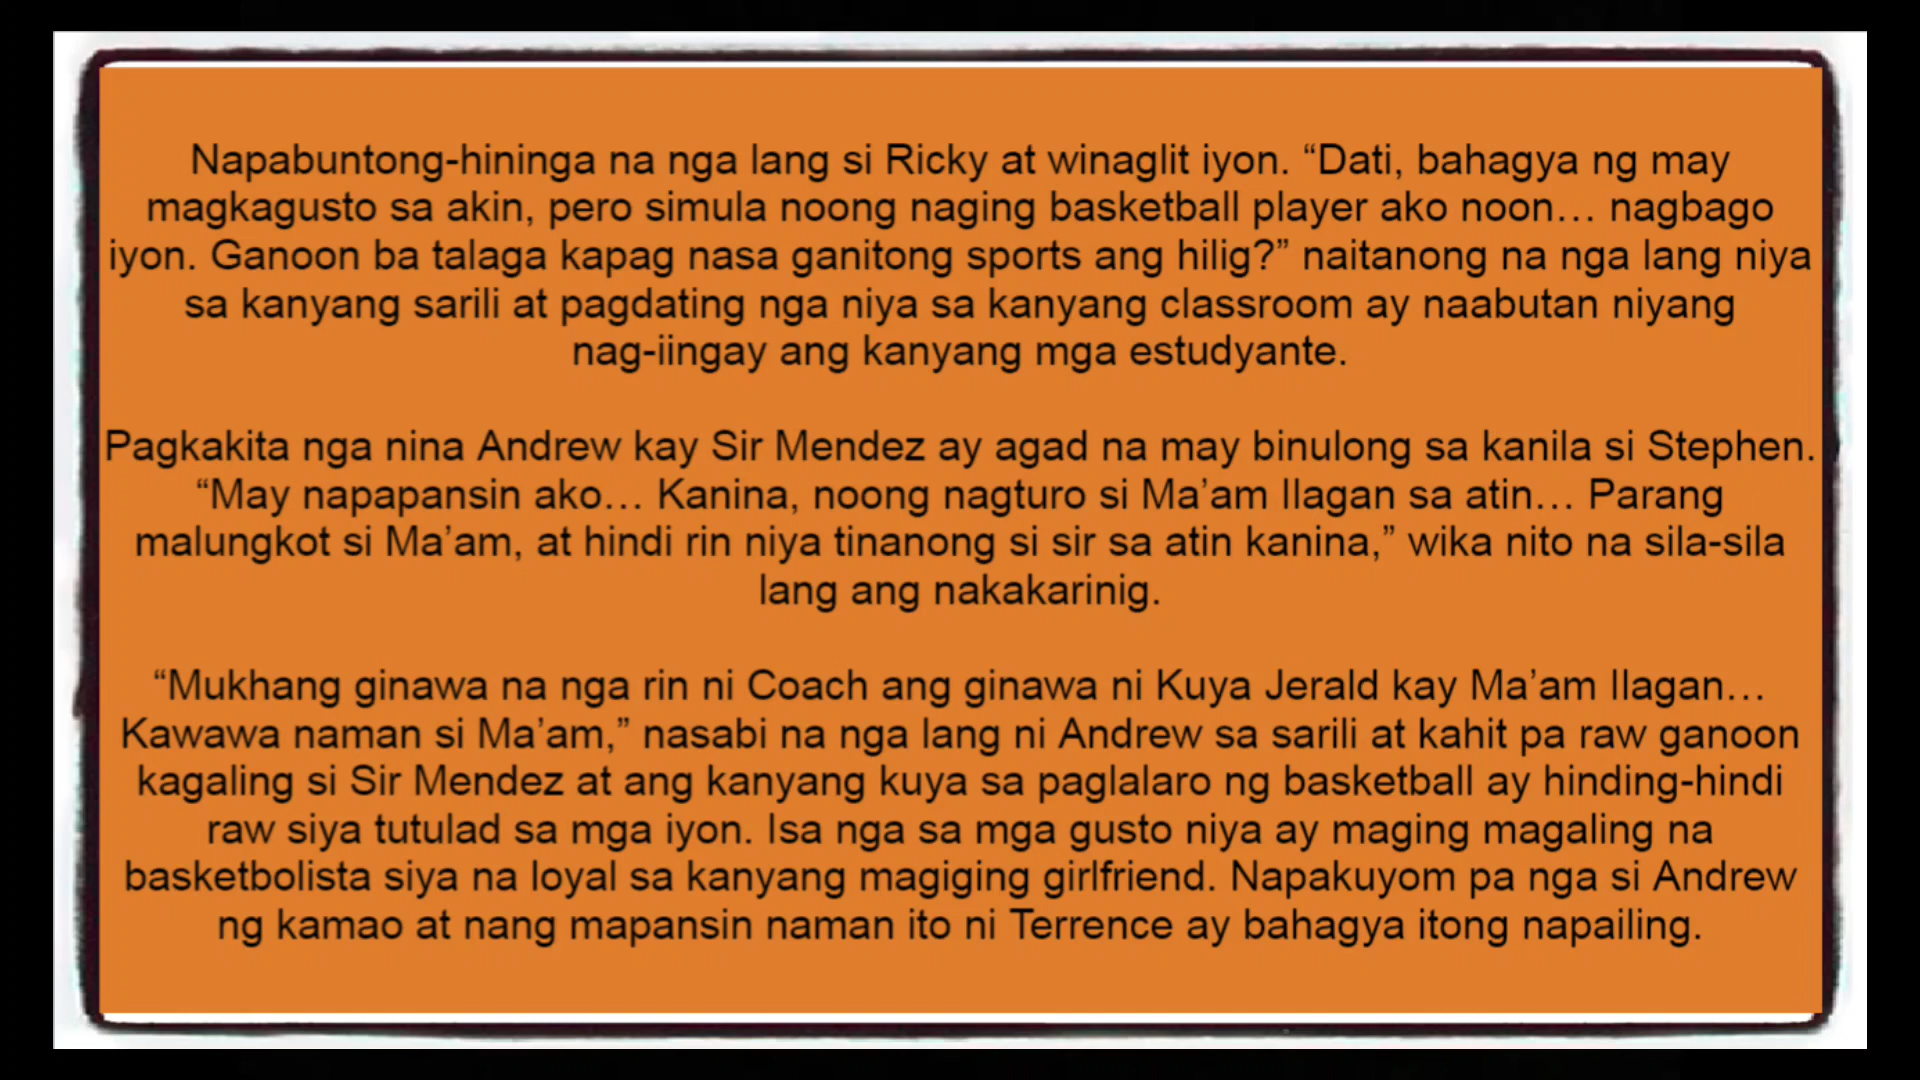 Napabuntong-hininga na nga lang si Ricky at winaglit iyon. “Dati, bahagya ng may
magkagusto sa akin, pero simula noong naging basketball player ako noon… nagbago
iyon. Ganoon ba talaga kapag nasa ganitong sports ang hilig?” naitanong na nga lang niya
sa kanyang sarili at pagdating nga niya sa kanyang classroom ay naabutan niyang
nag-iingay ang kanyang mga estudyante.
Pagkakita nga nina Andrew kay Sir Mendez ay agad na may binulong sa kanila si Stephen.
“May napapansin ako… Kanina, noong nagturo si Ma’am Ilagan sa atin… Parang
malungkot si Ma’am, at hindi rin niya tinanong si sir sa atin kanina,” wika nito na sila-sila
lang ang nakakarinig.
“Mukhang ginawa na nga rin ni Coach ang ginawa ni Kuya Jerald kay Ma’am Ilagan…
Kawawa naman si Ma’am,” nasabi na nga lang ni Andrew sa sarili at kahit pa raw ganoon
kagaling si Sir Mendez at ang kanyang kuya sa paglalaro ng basketball ay hinding-hindi
raw siya tutulad sa mga iyon. Isa nga sa mga gusto niya ay maging magaling na
basketbolista siya na loyal sa kanyang magiging girlfriend. Napakuyom pa nga si Andrew
ng kamao at nang mapansin naman ito ni Terrence ay bahagya itong napailing.